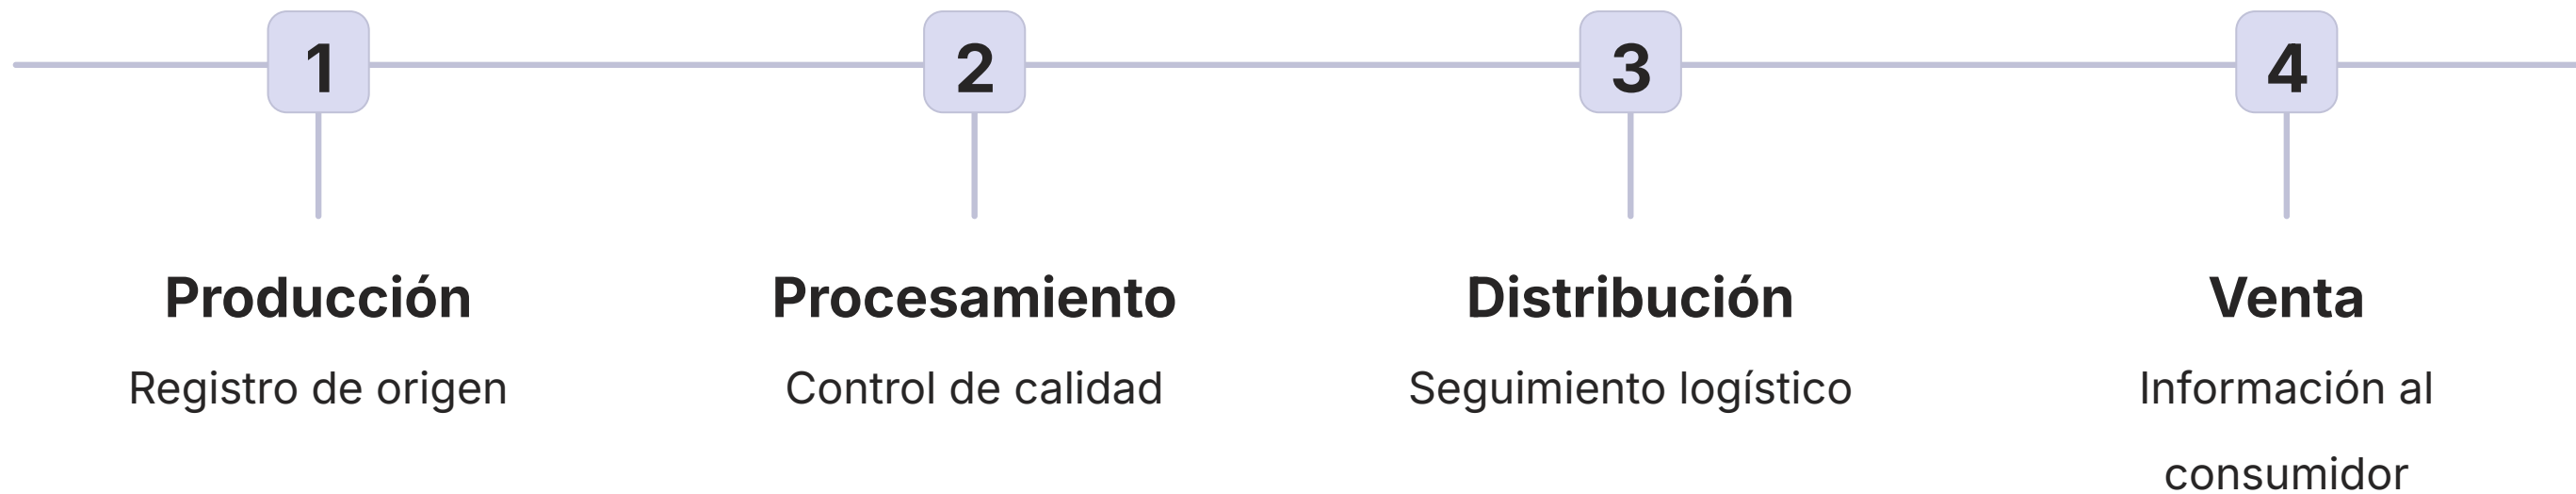 1
2
3
4
Producción
Registro de origen
Procesamiento
Control de calidad
Distribución
Seguimiento logístico
Venta
Información al
consumidor